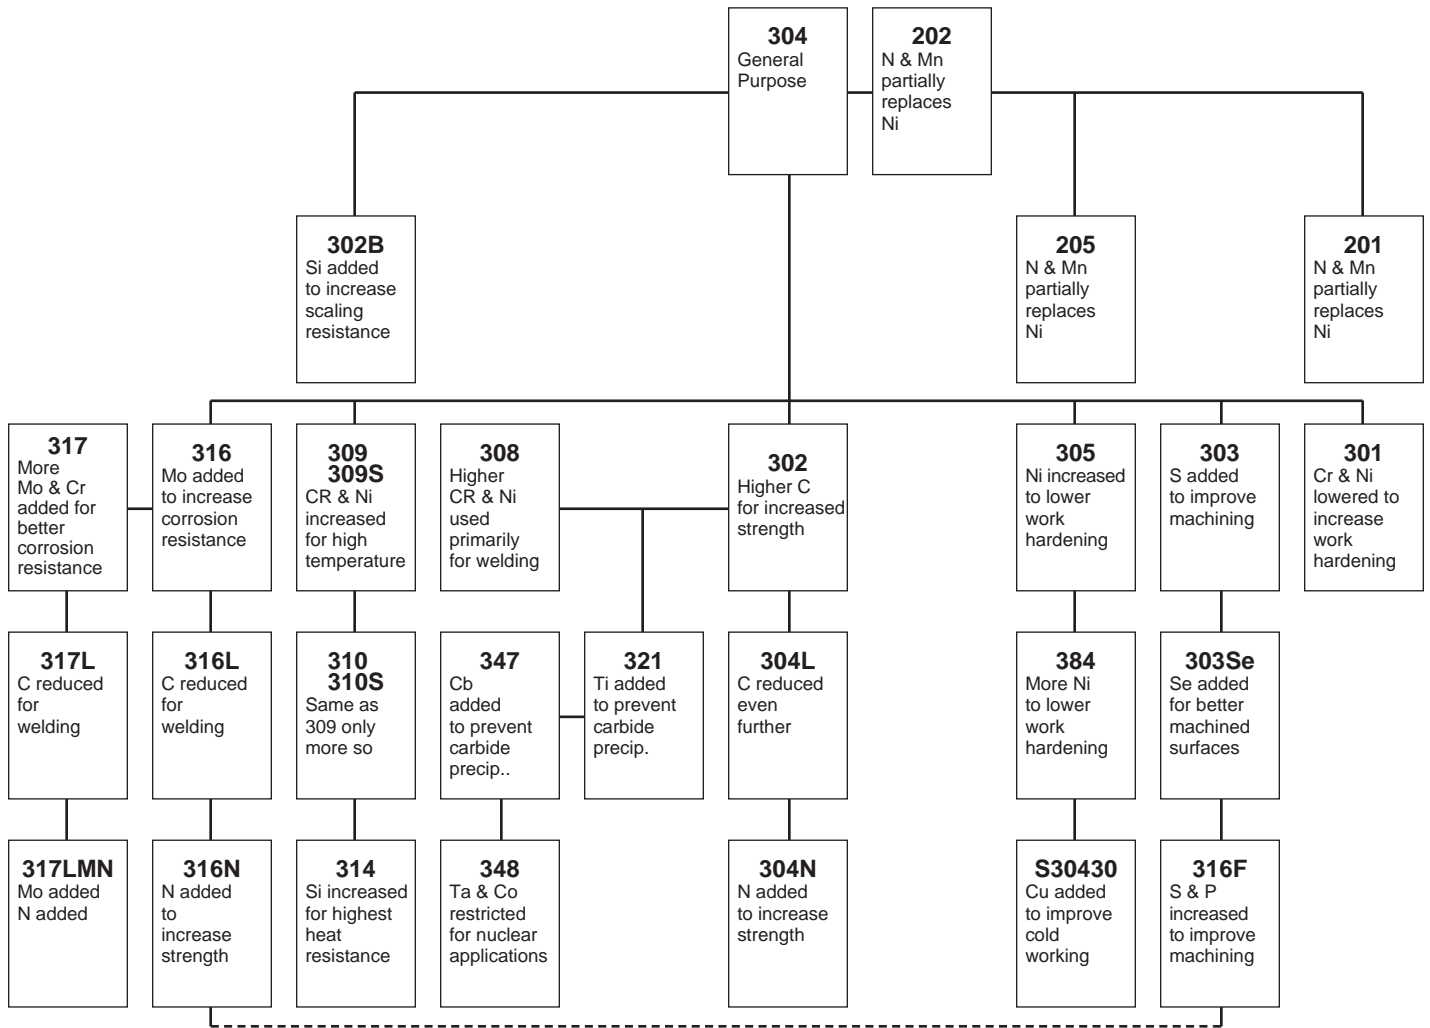 304
General
Purpose
202
N & Mn
partially
replaces
Ni
302B
Si added
to increase
scaling
resistance
205
N & Mn
partially
replaces
Ni
201
N & Mn
partially
replaces
Ni
317
More
Mo & Cr
added for
better
corrosion
resistance
316
Mo added
to increase
corrosion
resistance
309
309S
CR & Ni
increased
for high
temperature
308
Higher
CR & Ni
used
primarily
for welding
302
Higher C
for increased
strength
305
Ni increased
to lower
work
hardening
303
S added
to improve
machining
301
Cr & Ni
lowered to
increase
work
hardening
317L
C reduced
for
welding
316L
C reduced
for
welding
310
310S
Same as
309 only
more so
347
Cb
added
to prevent
carbide
precip..
321
Ti added
to prevent
carbide
precip.
304L
C reduced
even
further
384
More Ni
to lower
work
hardening
303Se
Se added
for better
machined
surfaces
317LMN
Mo added
N added
316N
N added
to
increase
strength
314
Si increased
for highest
heat
resistance
348
Ta & Co
restricted
for nuclear
applications
304N
N added
to increase
strength
S30430
Cu added
to improve
cold
working
316F
S & P
increased
to improve
machining